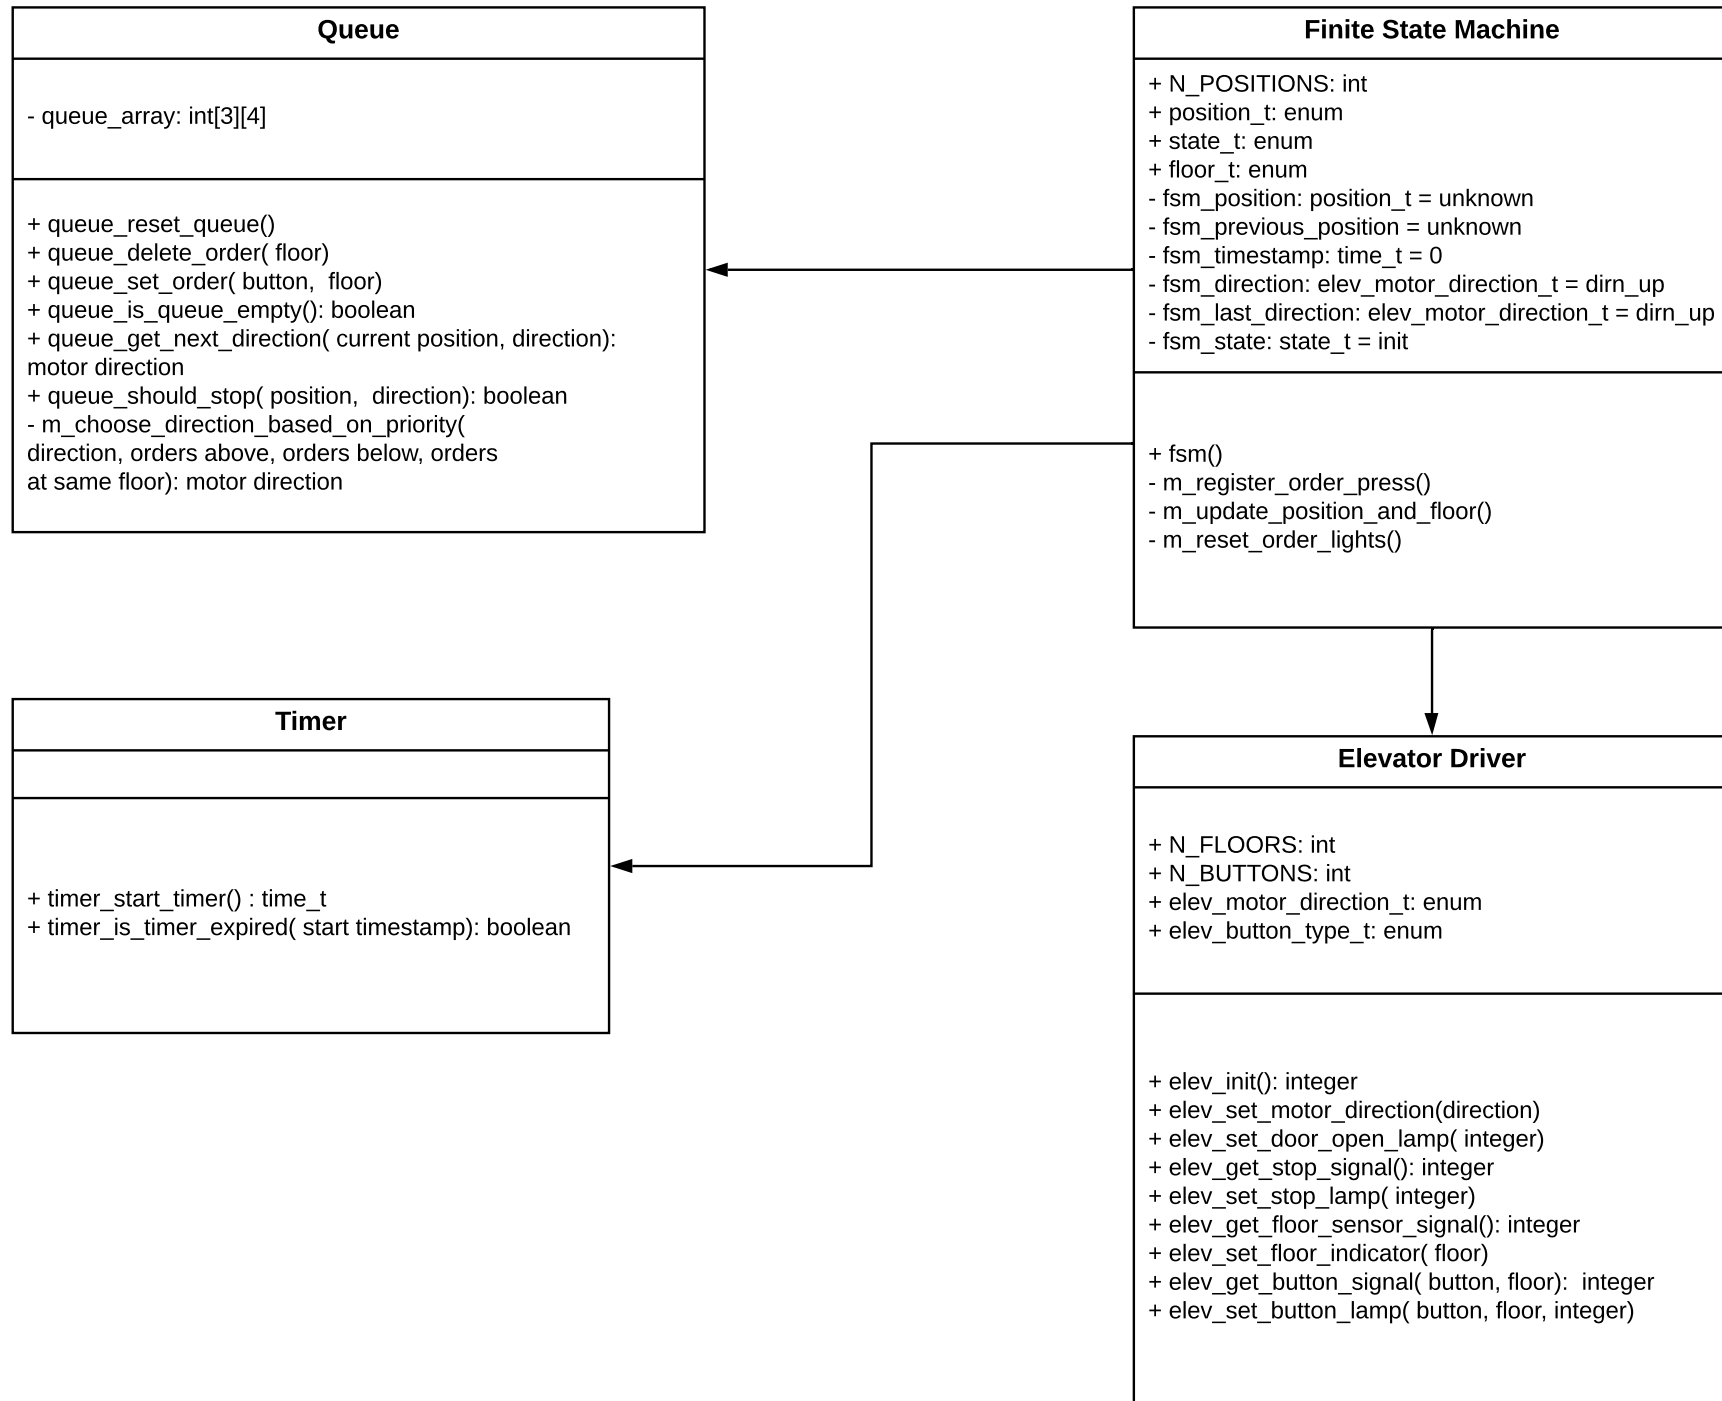 Queue
- queue_array: int[3][4]
+ queue_reset_queue()
+ queue_delete_order( floor)
+ queue_set_order( button,  floor)
+ queue_is_queue_empty(): boolean
+ queue_get_next_direction( current position, direction):
motor direction
+ queue_should_stop( position,  direction): boolean
- m_choose_direction_based_on_priority(
direction, orders above, orders below, orders
at same floor): motor direction
Finite State Machine
+ N_POSITIONS: int
+ position_t: enum
+ state_t: enum
+ floor_t: enum
- fsm_position: position_t = unknown
- fsm_previous_position = unknown
- fsm_timestamp: time_t = 0
- fsm_direction: elev_motor_direction_t = dirn_up
- fsm_last_direction: elev_motor_direction_t = dirn_up
- fsm_state: state_t = init
+ fsm()
- m_register_order_press()
- m_update_position_and_floor()
- m_reset_order_lights()
Timer
+ timer_start_timer() : time_t
+ timer_is_timer_expired( start timestamp): boolean
Elevator Driver
+ N_FLOORS: int
+ N_BUTTONS: int
+ elev_motor_direction_t: enum
+ elev_button_type_t: enum
+ elev_init(): integer
+ elev_set_motor_direction(direction)
+ elev_set_door_open_lamp( integer)
+ elev_get_stop_signal(): integer
+ elev_set_stop_lamp( integer)
+ elev_get_floor_sensor_signal(): integer
+ elev_set_floor_indicator( floor)
+ elev_get_button_signal( button, floor):  integer
+ elev_set_button_lamp( button, floor, integer)